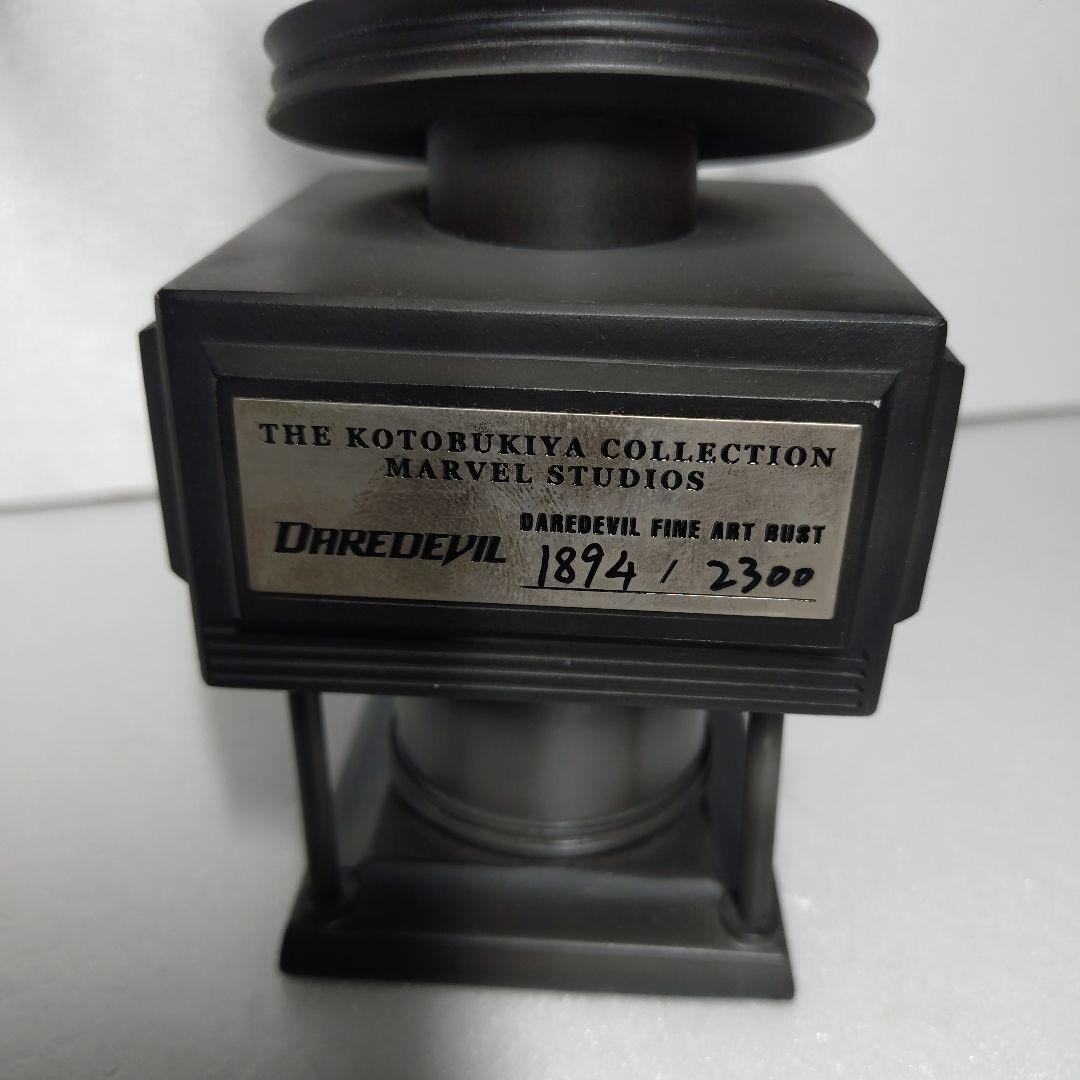 THE KOTOBUKIYA COLLECTION
MARVEL STUDIOS
DAREDEVIL
DAREDEVIL FINE ART BUST
1894 / 2300